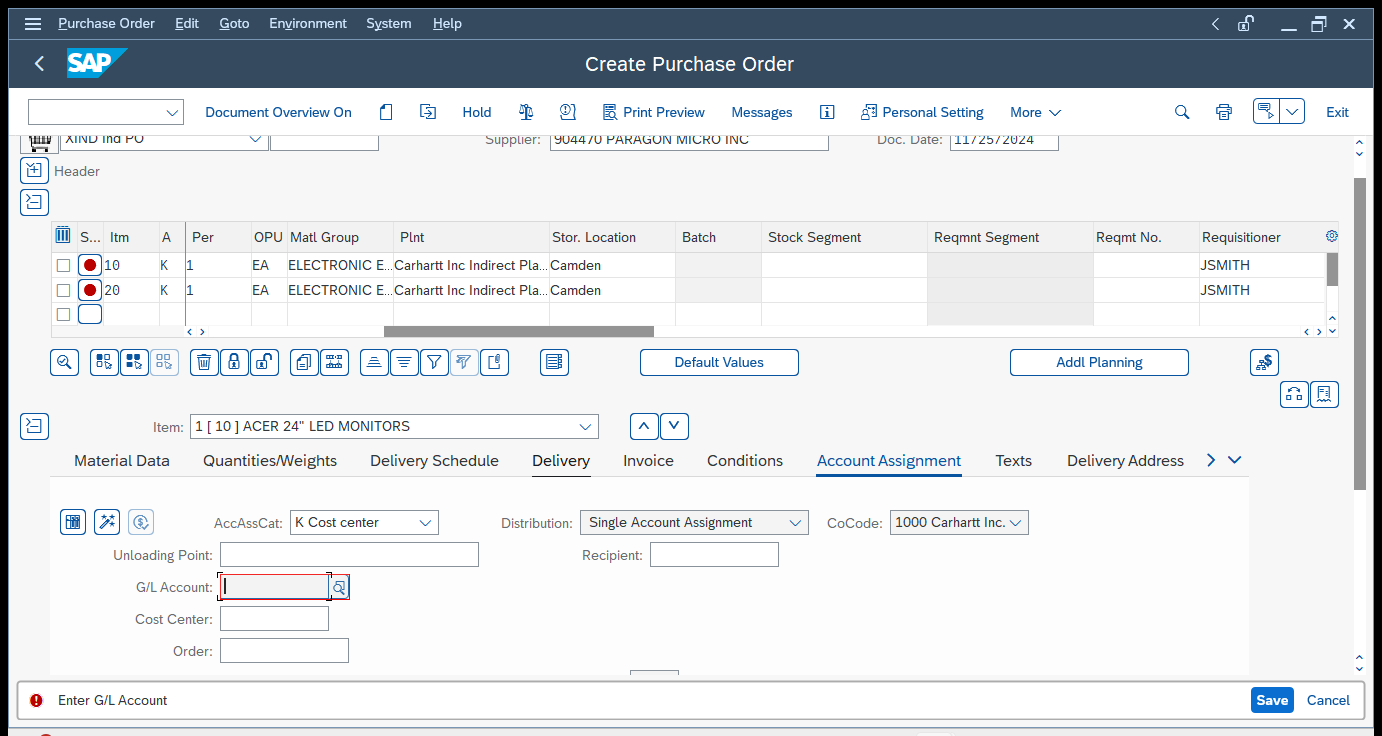 Purchase Order Edit Goto Environment System Help
SAP Create Purchase Order
Document Overview On Hold Print Preview Messages Personal Setting More Exit
XIND Ind PO Supplier: 904470 PARAGON MICRO INC Doc. Date: 11/25/2024
Header
S... Itm A Per OPU Matl Group Plnt Stor. Location Batch Stock Segment Reqmnt Segment Reqmt No. Requisitioner
10 K 1 EA ELECTRONIC E... Carhartt Inc Indirect Pla... Camden JSMITH
20 K 1 EA ELECTRONIC E... Carhartt Inc Indirect Pla... Camden JSMITH
Default Values Addl Planning
Item: 1 [ 10 ] ACER 24" LED MONITORS
Material Data Quantities/Weights Delivery Schedule Delivery Invoice Conditions Account Assignment Texts Delivery Address
AccAssCat: K Cost center Distribution: Single Account Assignment CoCode: 1000 Carhartt Inc.
Unloading Point: Recipient:
G/L Account:
Cost Center:
Order:
Enter G/L Account Save Cancel